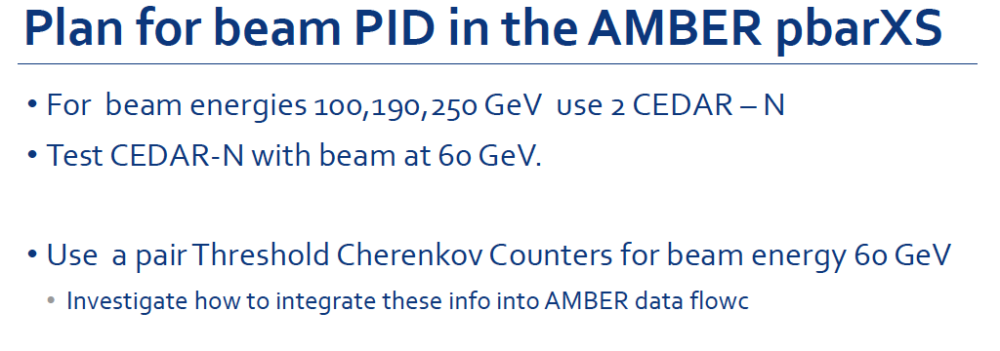 Plan for beam PID in the AMBER pbarXS
• For beam energies 100,190,250 GeV use 2 CEDAR – N
• Test CEDAR-N with beam at 60 GeV.
• Use a pair Threshold Cherenkov Counters for beam energy 60 GeV
• Investigate how to integrate these info into AMBER data flowc